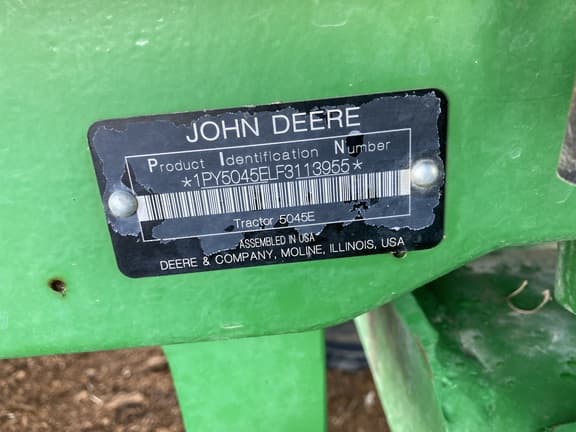 JOHN DEERE
Product Identification Number
*1PY5045ELF3113955*
Tractor 5045E
ASSEMBLED IN USA
DEERE & COMPANY, MOLINE, ILLINOIS, USA